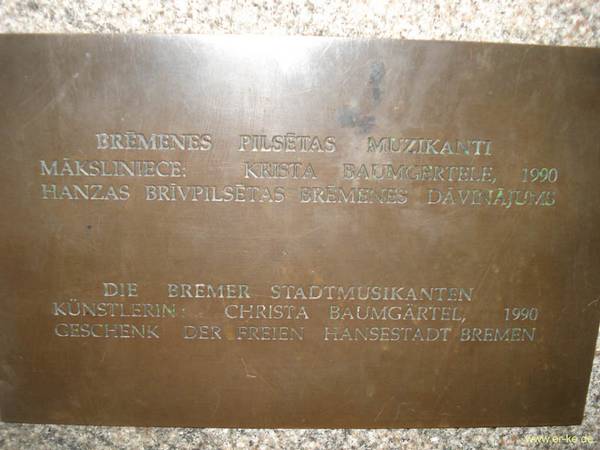 BRĒMENES PILSĒTAS MUZIKANTI
MĀKSLINIECE: KRISTA BAUMGERTELE, 1990
HANZAS BRĪVPILSĒTAS BRĒMENES DĀVINĀJUMS
DIE BREMER STADTMUSIKANTEN
KÜNSTLERIN: CHRISTA BAUMGÄRTEL, 1990
GESCHENK DER FREIEN HANSESTADT BREMEN
www.er-ke.de